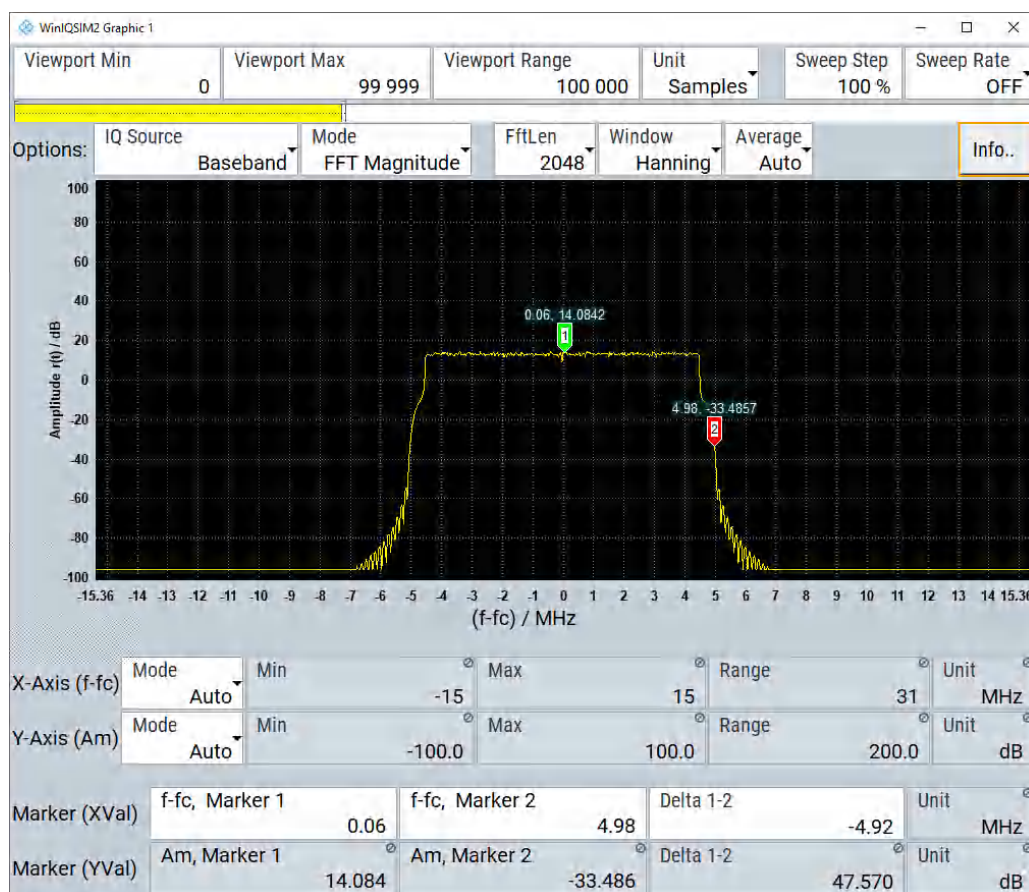 WinIQSIM2 Graphic 1
Viewport Min Viewport Max Viewport Range Unit Sweep Step Sweep Rate
0 99 999 100 000 Samples 100 % OFF
Options: IQ Source Mode FftLen Window Average Info..
Baseband FFT Magnitude 2048 Hanning Auto
100
80
60
40
0.06, 14.0842
1
20
0
4.98, -33.4857
2
-20
-40
-60
-80
-100
Amplitude r(t) / dB
-15.36 -14 -13 -12 -11 -10 -9 -8 -7 -6 -5 -4 -3 -2 -1 0 1 2 3 4 5 6 7 8 9 10 11 12 13 14 15.36
(f-fc) / MHz
X-Axis (f-fc) Mode Min Max Range Unit
Auto -15 15 31 MHz
Y-Axis (Am) Mode Min Max Range Unit
Auto -100.0 100.0 200.0 dB
Marker (XVal) f-fc, Marker 1 f-fc, Marker 2 Delta 1-2 Unit
0.06 4.98 -4.92 MHz
Marker (YVal) Am, Marker 1 Am, Marker 2 Delta 1-2 Unit
14.084 -33.486 47.570 dB